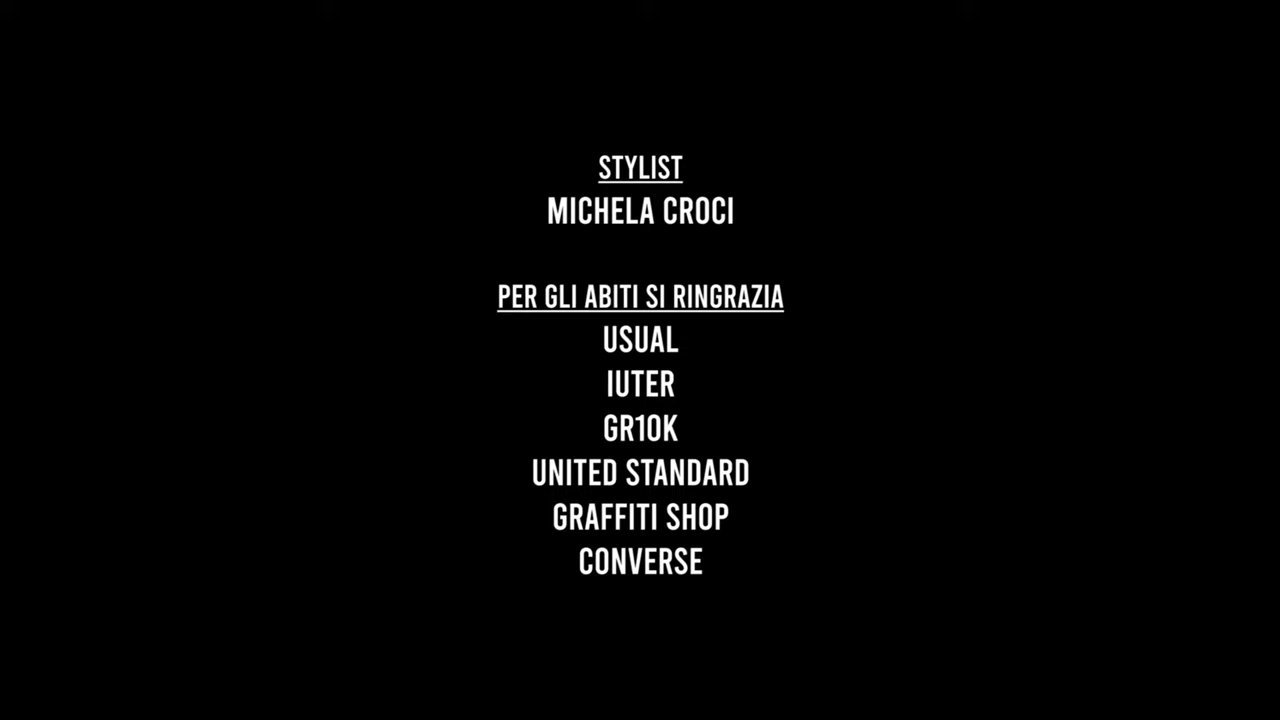 STYLIST
MICHELA CROCI
PER GLI ABITI SI RINGRAZIA
USUAL
IUTER
GR10K
UNITED STANDARD
GRAFFITI SHOP
CONVERSE